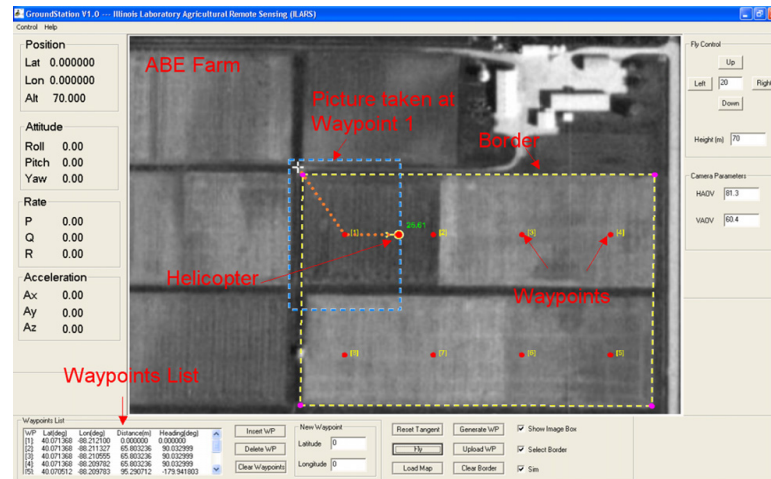 GroundStation V1.0 --- Illinois Laboratory Agricultural Remote Sensing (ILARS)
Control Help
Position
Lat 0.000000
Lon 0.000000
Alt 70.000
Attitude
Roll 0.00
Pitch 0.00
Yaw 0.00
Rate
P 0.00
Q 0.00
R 0.00
Acceleration
Ax 0.00
Ay 0.00
Az 0.00
ABE Farm
Picture taken at
Waypoint 1
Border
25.61
[1] [2] [3] [4]
Helicopter
Waypoints
[7] [5]
Waypoints List
Fly Control
Up
Left 20 Right
Down
Height (m) 70
Camera Parameters
HAOV 81.3
VAOV 60.4
Waypoints List
WP Lat(deg) Lon(deg) Distance(m) Heading(deg)
[1] 40.071368 -88.212100 0.000000 0.000000
[2] 40.071368 -88.211327 65.803236 90.032999
[3] 40.071368 -88.210555 65.803236 90.032999
[4] 40.071368 -88.209782 65.803236 90.032999
[5] 40.070512 -88.209783 95.290712 -179.941803
Insert WP
Delete WP
Clear Waypoints
New Waypoint
Latitude 0
Longitude 0
Reset Tangent Generate WP Show Image Box
Fly Upload WP Select Border
Load Map Clear Border Sim